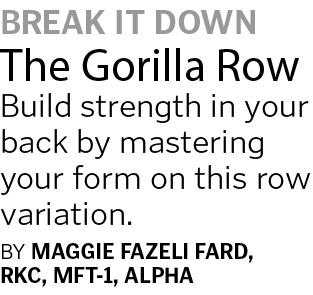 BREAK IT DOWN
The Gorilla Row
Build strength in your
back by mastering
your form on this row
variation.
BY MAGGIE FAZELI FARD,
RKC, MFT-1, ALPHA